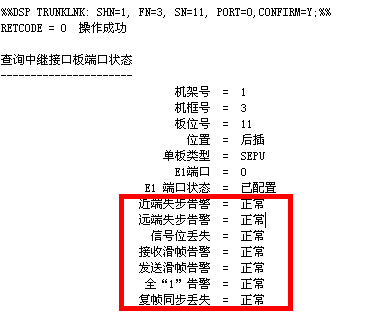 %%DSP TRUNKLNK: SHN=1, FN=3, SN=11, PORT=0,CONFIRM=Y;%%
RETCODE = 0  操作成功
查询中继接口板端口状态
---------------------
机架号 = 1
机框号 = 3
板位号 = 11
位置 = 后插
单板类型 = SEPU
E1端口 = 0
E1 端口状态 = 已配置
近端失步告警 = 正常
远端失步告警 = 正常
信号位丢失 = 正常
接收滑帧告警 = 正常
发送滑帧告警 = 正常
全“1”告警 = 正常
复帧同步丢失 = 正常